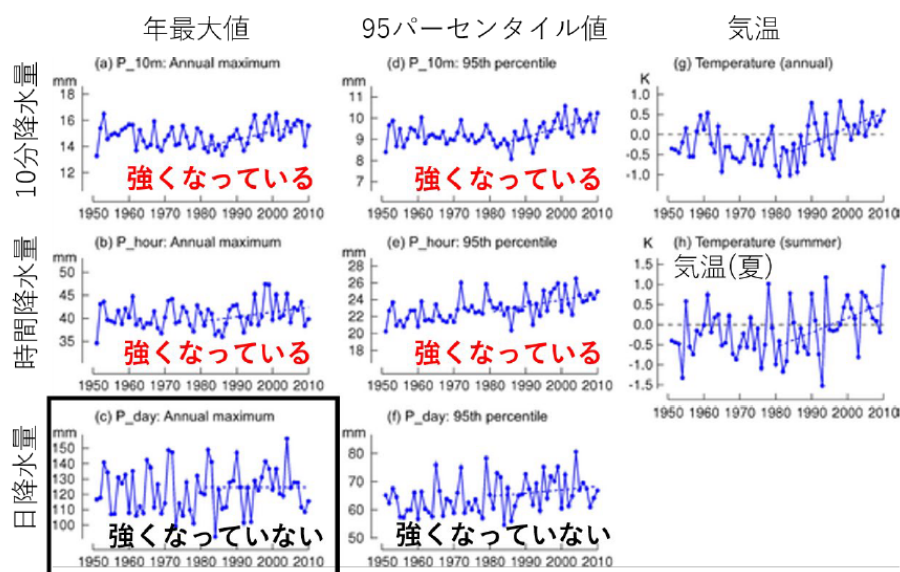 年最大値
95パーセンタイル値
気温
10分降水量
(a) P_10m: Annual maximum
mm
18
16
14
12
強くなっている
1950 1960 1970 1980 1990 2000 2010
(d) P_10m: 95th percentile
mm
11
10
9
8
7
強くなっている
1950 1960 1970 1980 1990 2000 2010
(g) Temperature (annual)
K
1.0
0.5
0.0
-0.5
-1.0
1950 1960 1970 1980 1990 2000 2010
時間降水量
(b) P_hour: Annual maximum
mm
50
45
40
35
強くなっている
1950 1960 1970 1980 1990 2000 2010
(e) P_hour: 95th percentile
mm
28
26
24
22
20
18
強くなっている
1950 1960 1970 1980 1990 2000 2010
(h) Temperature (summer)
K
気温(夏)
1.5
1.0
0.5
0.0
-0.5
-1.0
-1.5
1950 1960 1970 1980 1990 2000 2010
日降水量
(c) P_day: Annual maximum
mm
150
140
130
120
110
100
強くなっていない
1950 1960 1970 1980 1990 2000 2010
(f) P_day: 95th percentile
mm
80
70
60
50
強くなっていない
1950 1960 1970 1980 1990 2000 2010